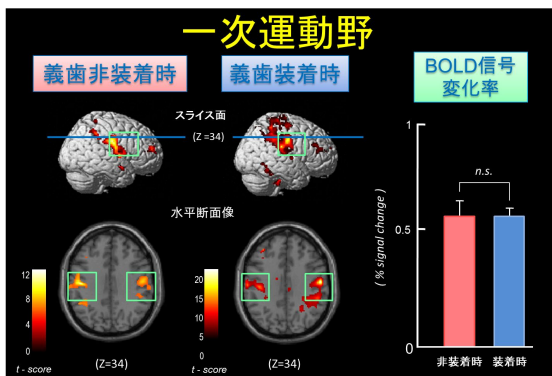 一次運動野
義歯非装着時
義歯装着時
BOLD信号
変化率
スライス面
(Z =34)
水平断面像
12
8
4
0
t - score
(Z=34)
20
15
10
5
0
t - score
(Z=34)
1
0.5
0
( % signal change )
n.s.
非装着時
装着時